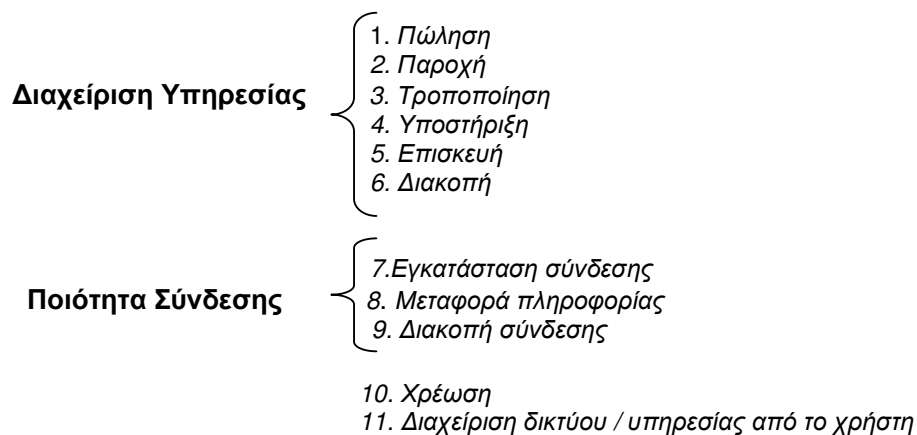 1. Πώληση
2. Παροχή
Διαχείριση Υπηρεσίας
3. Τροποποίηση
4. Υποστήριξη
5. Επισκευή
6. Διακοπή
7.Εγκατάσταση σύνδεσης
Ποιότητα Σύνδεσης
8. Μεταφορά πληροφορίας
9. Διακοπή σύνδεσης
10. Χρέωση
11. Διαχείριση δικτύου / υπηρεσίας από το χρήστη